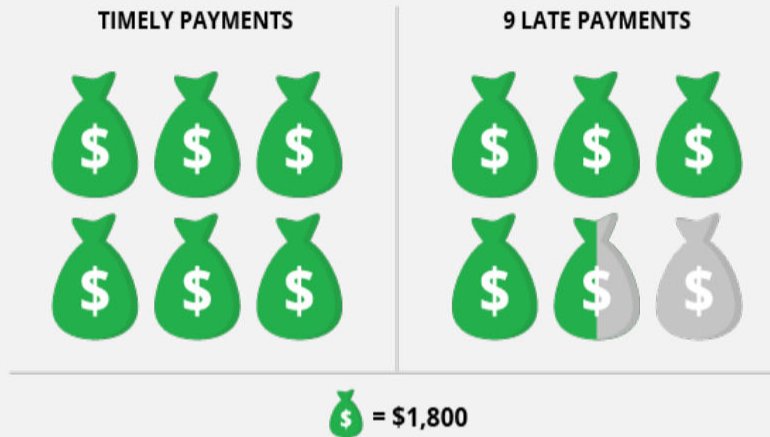 TIMELY PAYMENTS
9 LATE PAYMENTS
$ $ $
$ $ $
$ $ $
$ $ $
$ = $1,800